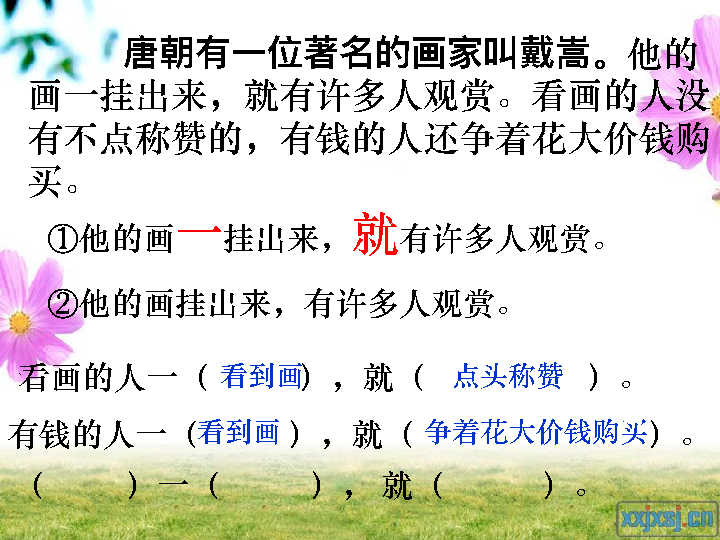 唐朝有一位著名的画家叫戴嵩。他的
画一挂出来，就有许多人观赏。看画的人没
有不点称赞的，有钱的人还争着花大价钱购
买。
①他的画一挂出来，就有许多人观赏。
②他的画挂出来，有许多人观赏。
看画的人一（ 看到画），就（ 点头称赞 ）。
有钱的人一（看到画 ），就（ 争着花大价钱购买）。
（ ）一（ ），就（ ）。
xxjxsj.cn